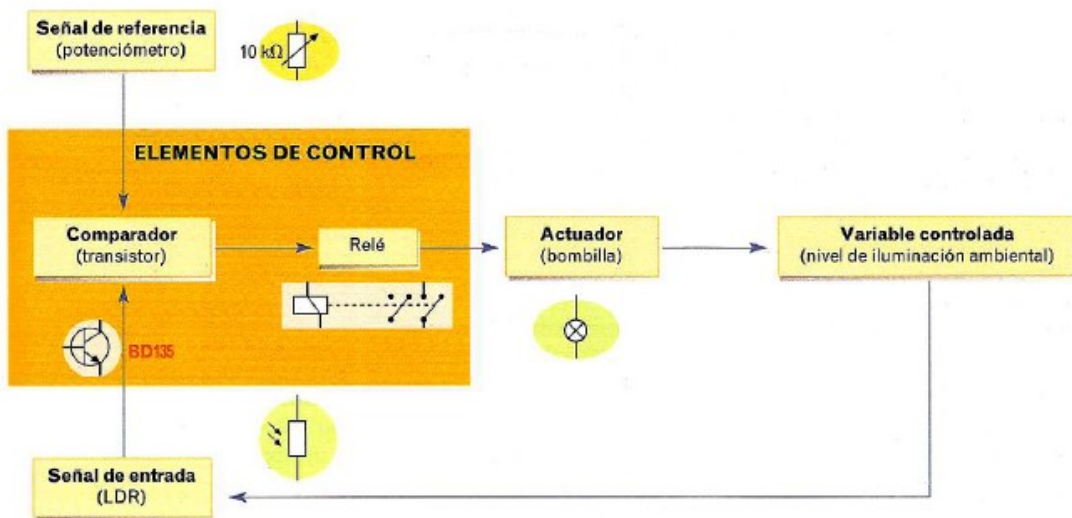 Señal de referencia
(potenciómetro)
10 kΩ
ELEMENTOS DE CONTROL
Comparador
(transistor)
Relé
Actuador
(bombilla)
Variable controlada
(nivel de iluminación ambiental)
BD135
Señal de entrada
(LDR)